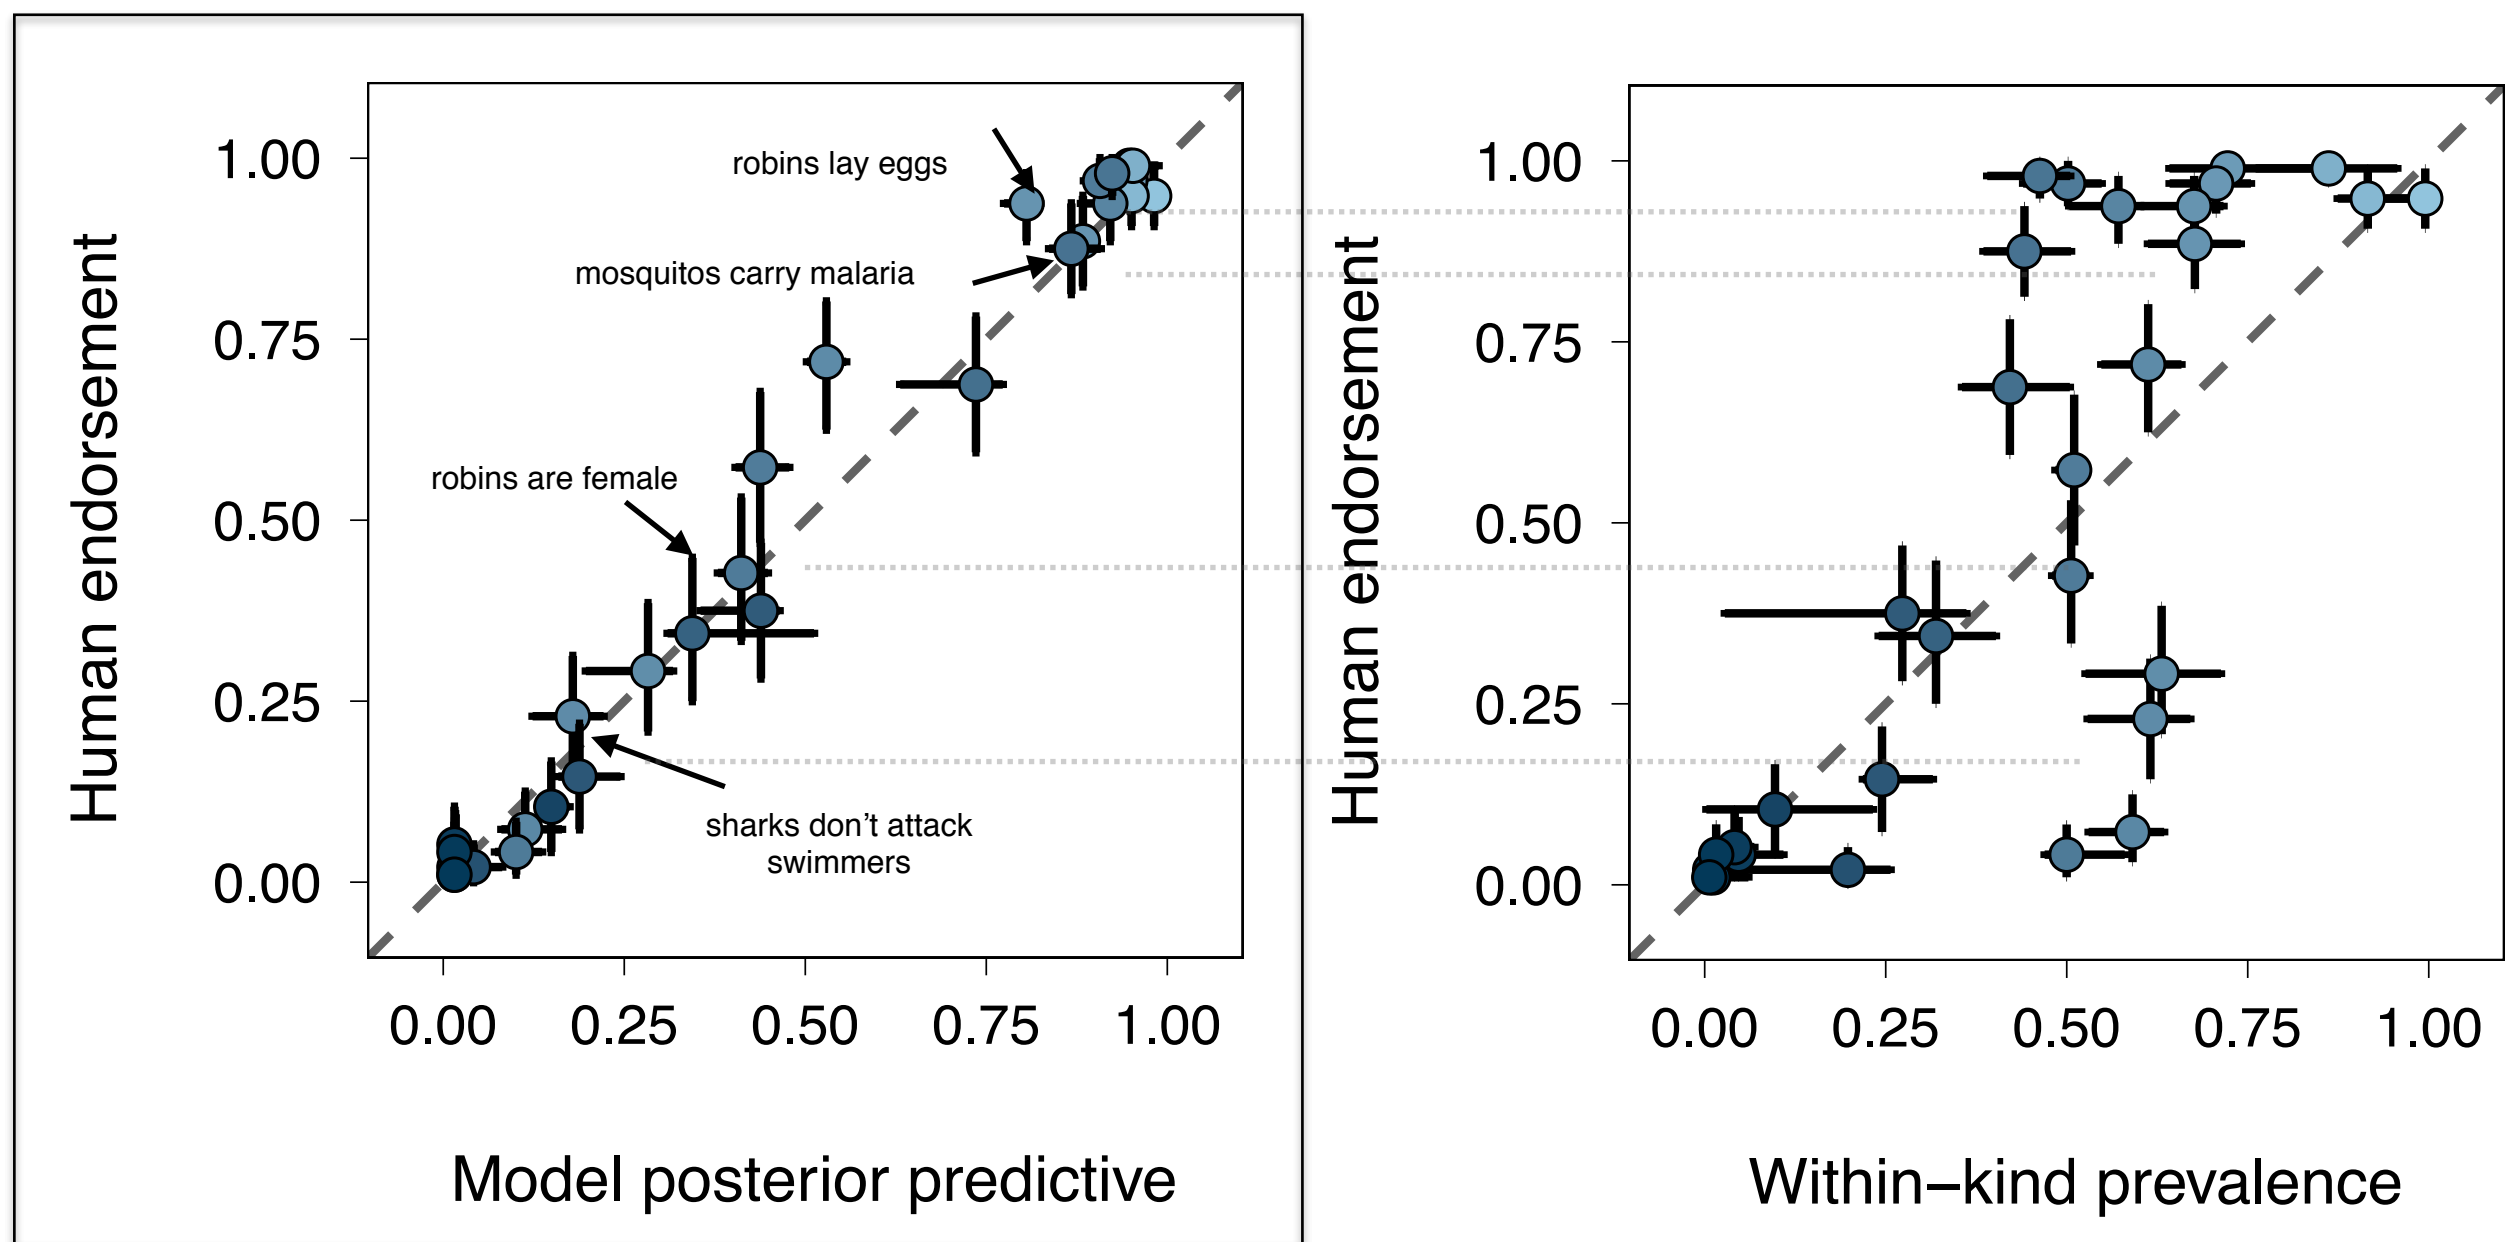 Human endorsement
1.00
0.75
0.50
0.25
0.00
robins lay eggs
mosquitos carry malaria
robins are female
sharks don't attack
swimmers
0.00 0.25 0.50 0.75 1.00
Model posterior predictive
Human endorsement
1.00
0.75
0.50
0.25
0.00
0.00 0.25 0.50 0.75 1.00
Within−kind prevalence